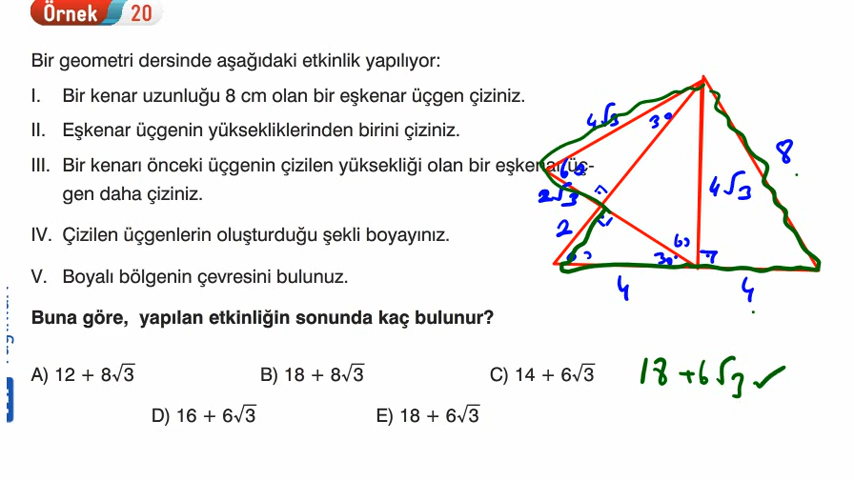 Örnek 20
Bir geometri dersinde aşağıdaki etkinlik yapılıyor:
I. Bir kenar uzunluğu 8 cm olan bir eşkenar üçgen çiziniz.
II. Eşkenar üçgenin yüksekliklerinden birini çiziniz.
III. Bir kenarı önceki üçgenin çizilen yüksekliği olan bir eşkenar üç-
gen daha çiziniz.
IV. Çizilen üçgenlerin oluşturduğu şekli boyayınız.
V. Boyalı bölgenin çevresini bulunuz.
Buna göre, yapılan etkinliğin sonunda kaç bulunur?
A) 12 + 8√3 B) 18 + 8√3 C) 14 + 6√3
D) 16 + 6√3 E) 18 + 6√3
4√3
30
8
60
2√3
4√3
2
60
30
4
4
18 + 6√3 ✓